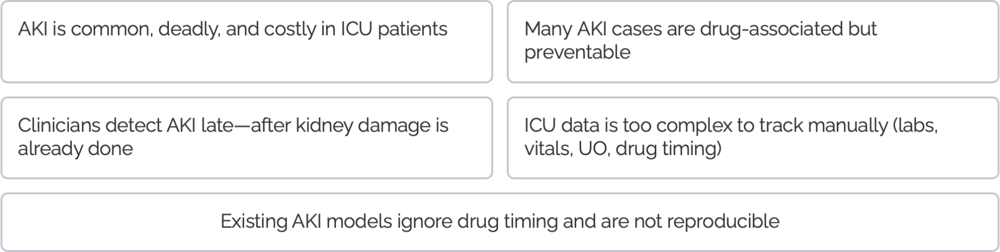 AKI is common, deadly, and costly in ICU patients
Many AKI cases are drug-associated but
preventable
Clinicians detect AKI late—after kidney damage is
already done
ICU data is too complex to track manually (labs,
vitals, UO, drug timing)
Existing AKI models ignore drug timing and are not reproducible